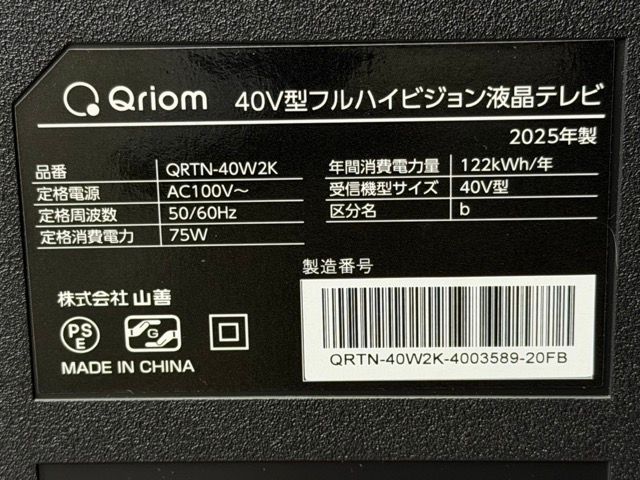 Qriom 40V型フルハイビジョン液晶テレビ
2025年製
品番 QRTN-40W2K
定格電源 AC100V～
定格周波数 50/60Hz
定格消費電力 75W
年間消費電力量 122kWh/年
受信機型サイズ 40V型
区分名 b
製造番号
QRTN-40W2K-4003589-20FB
株式会社 山善
PS
E
G
MADE IN CHINA